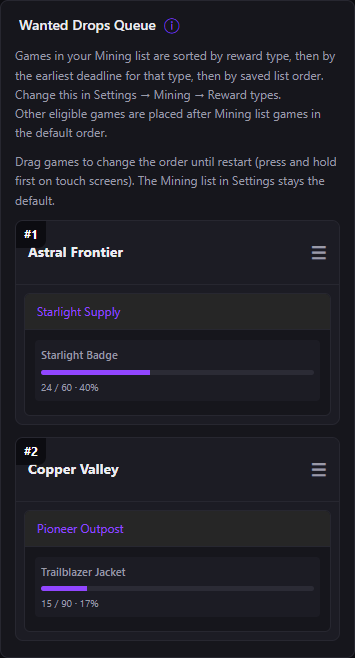 Wanted Drops Queue
Games in your Mining list are sorted by reward type, then by
the earliest deadline for that type, then by saved list order.
Change this in Settings → Mining → Reward types.
Other eligible games are placed after Mining list games in
the default order.
Drag games to change the order until restart (press and hold
first on touch screens). The Mining list in Settings stays the
default.
#1
Astral Frontier
Starlight Supply
Starlight Badge
24 / 60 · 40%
#2
Copper Valley
Pioneer Outpost
Trailblazer Jacket
15 / 90 · 17%